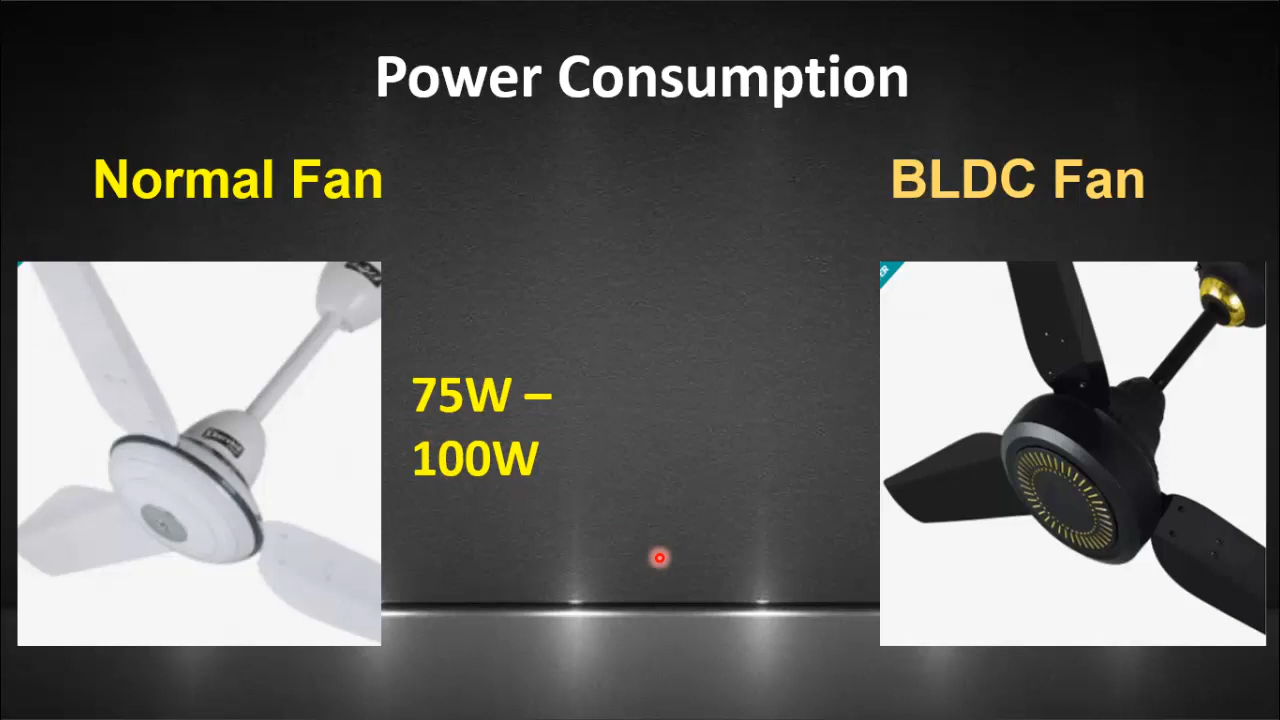 Power Consumption
Normal Fan
BLDC Fan
75W –
100W